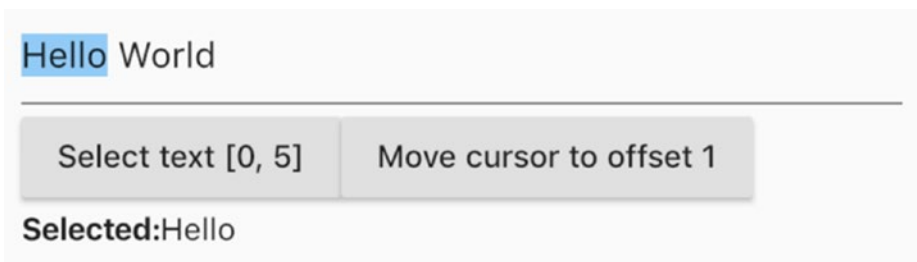 Hello World
Select text [0, 5] Move cursor to offset 1
Selected:Hello